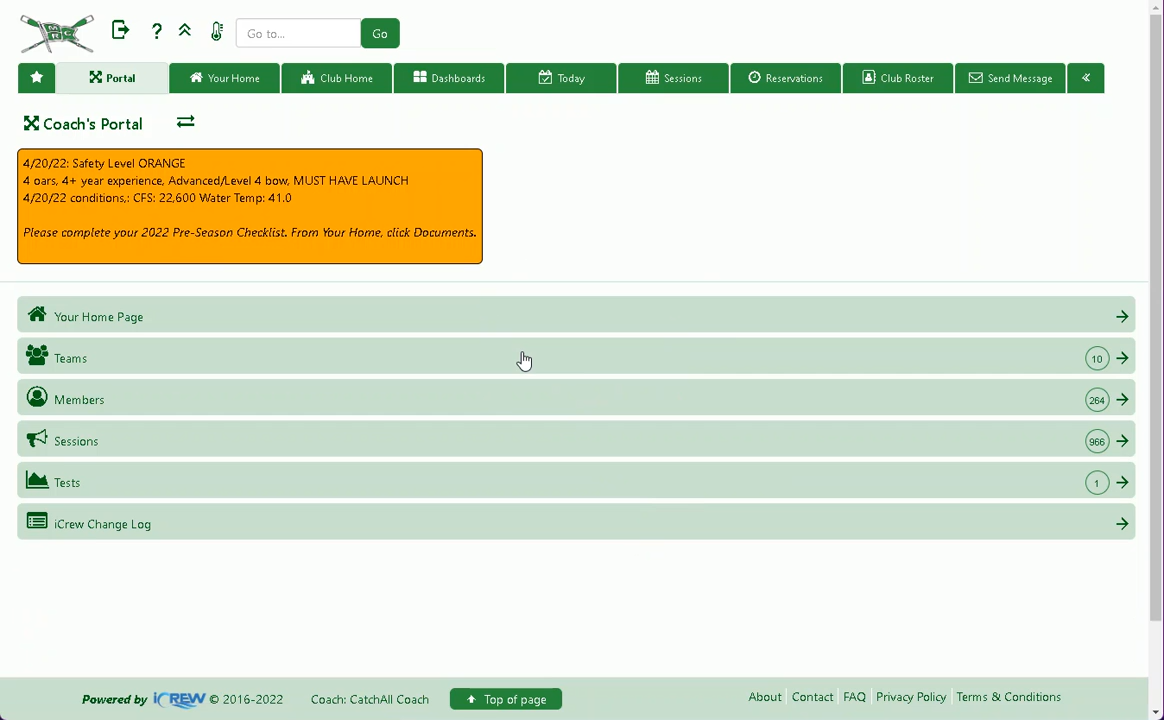 ?
Go to...
Go
Portal
Your Home
Club Home
Dashboards
Today
Sessions
Reservations
Club Roster
Send Message
Coach's Portal
4/20/22: Safety Level ORANGE
4 oars, 4+ year experience, Advanced/Level 4 bow, MUST HAVE LAUNCH
4/20/22 conditions,: CFS: 22,600 Water Temp: 41.0
Please complete your 2022 Pre-Season Checklist. From Your Home, click Documents.
Your Home Page
Teams 10
Members 264
Sessions 966
Tests 1
iCrew Change Log
Powered by iCREW © 2016-2022 Coach: CatchAll Coach Top of page About Contact FAQ Privacy Policy Terms & Conditions